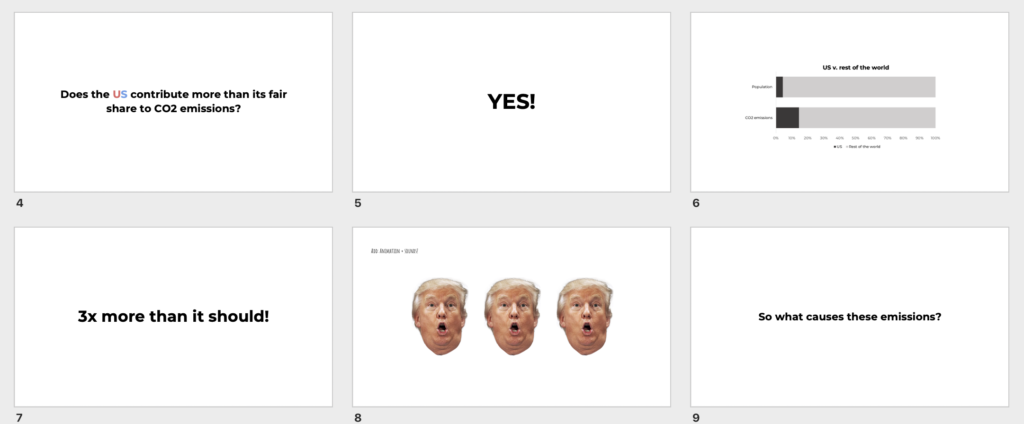 Does the US contribute more than its fair
share to CO2 emissions?
4
YES!
5
US v. rest of the world
Population
CO2 emissions
0% 10% 20% 30% 40% 50% 60% 70% 80% 90% 100%
US Rest of the world
6
3x more than it should!
7
ADD ANIMATION + SOUND!
8
So what causes these emissions?
9